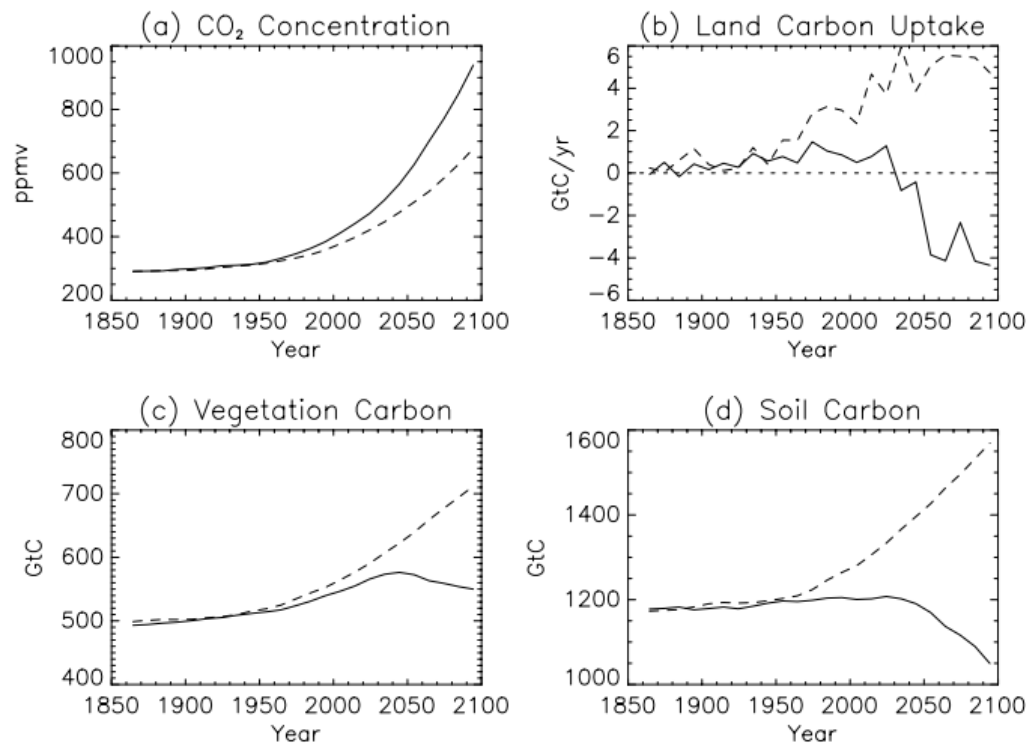 (a) CO₂ Concentration
1000
800
600
400
200
ppmv
1850 1900 1950 2000 2050 2100
Year
(b) Land Carbon Uptake
6
4
2
0
−2
−4
−6
GtC/yr
1850 1900 1950 2000 2050 2100
Year
(c) Vegetation Carbon
800
700
600
500
400
GtC
1850 1900 1950 2000 2050 2100
Year
(d) Soil Carbon
1600
1400
1200
1000
GtC
1850 1900 1950 2000 2050 2100
Year